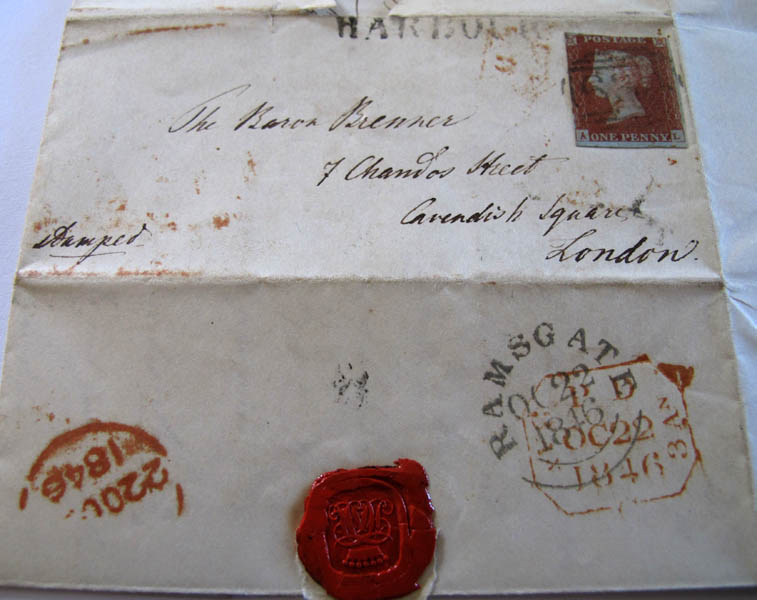 HARBOUR
POSTAGE
A ONE PENNY. L
The Baron Brenner
7 Chandos Street
Cavendish Square
London.
stamped
RAMSGATE
OC 22
1846
OC 22
1846
22 OC
1846